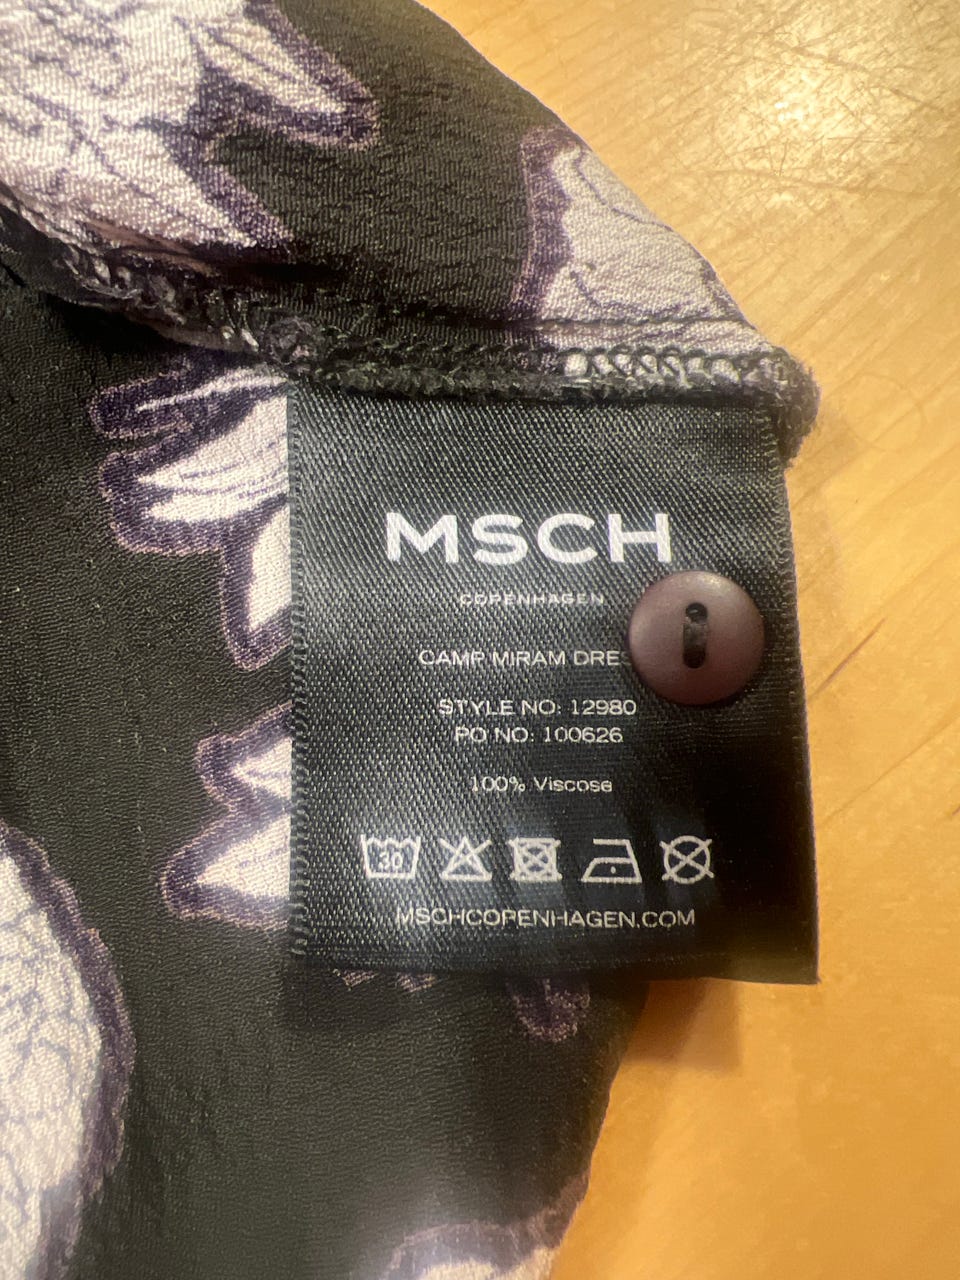 MSCH
COPENHAGEN
CAMP MIRAM DRES
STYLE NO: 12980
PO NO: 100626
100% Viscose
30
MSCHCOPENHAGEN.COM